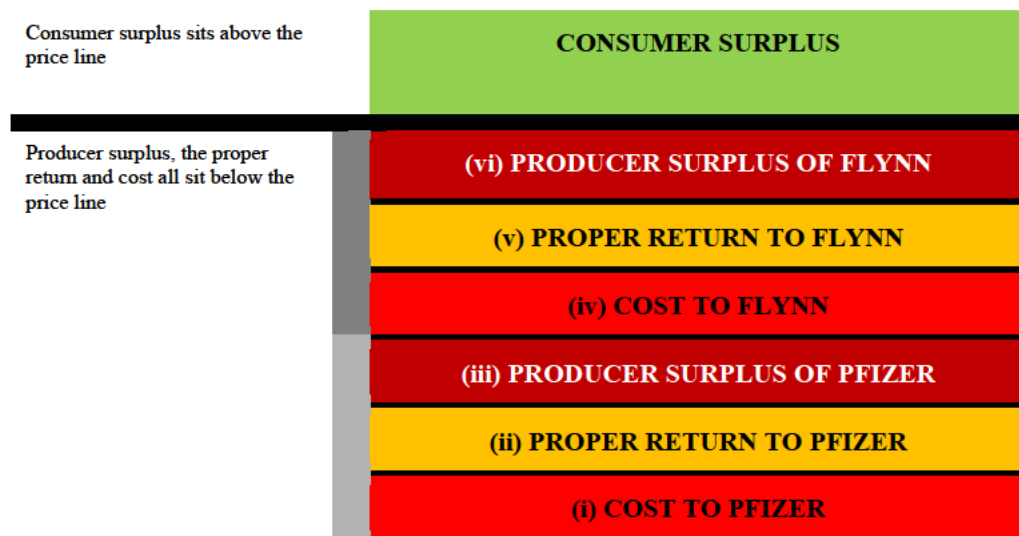 Consumer surplus sits above the
price line
CONSUMER SURPLUS
Producer surplus, the proper
return and cost all sit below the
price line
(vi) PRODUCER SURPLUS OF FLYNN
(v) PROPER RETURN TO FLYNN
(iv) COST TO FLYNN
(iii) PRODUCER SURPLUS OF PFIZER
(ii) PROPER RETURN TO PFIZER
(i) COST TO PFIZER